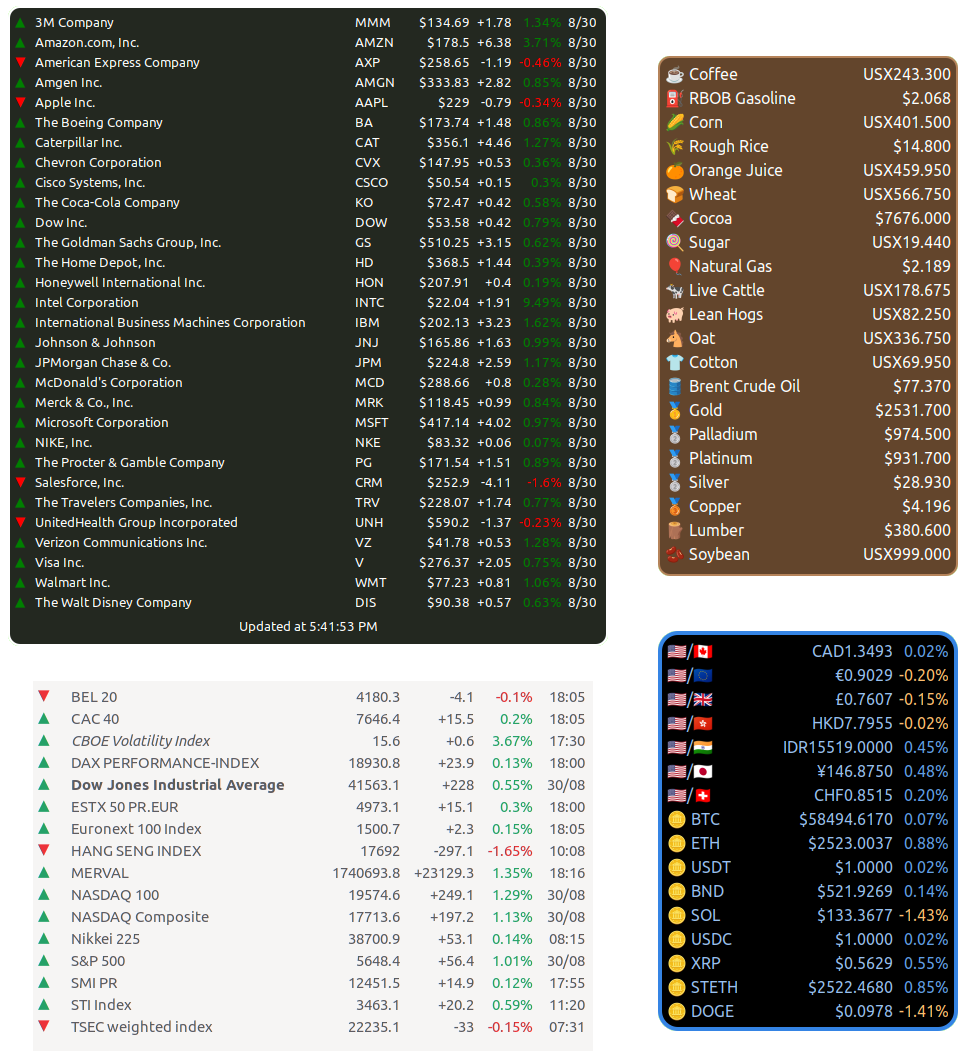 ▲ 3M Company MMM $134.69 +1.78 1.34% 8/30
▲ Amazon.com, Inc. AMZN $178.5 +6.38 3.71% 8/30
▼ American Express Company AXP $258.65 -1.19 -0.46% 8/30
▲ Amgen Inc. AMGN $333.83 +2.82 0.85% 8/30
▼ Apple Inc. AAPL $229 -0.79 -0.34% 8/30
▲ The Boeing Company BA $173.74 +1.48 0.86% 8/30
▲ Caterpillar Inc. CAT $356.1 +4.46 1.27% 8/30
▲ Chevron Corporation CVX $147.95 +0.53 0.36% 8/30
▲ Cisco Systems, Inc. CSCO $50.54 +0.15 0.3% 8/30
▲ The Coca-Cola Company KO $72.47 +0.42 0.58% 8/30
▲ Dow Inc. DOW $53.58 +0.42 0.79% 8/30
▲ The Goldman Sachs Group, Inc. GS $510.25 +3.15 0.62% 8/30
▲ The Home Depot, Inc. HD $368.5 +1.44 0.39% 8/30
▲ Honeywell International Inc. HON $207.91 +0.4 0.19% 8/30
▲ Intel Corporation INTC $22.04 +1.91 9.49% 8/30
▲ International Business Machines Corporation IBM $202.13 +3.23 1.62% 8/30
▲ Johnson & Johnson JNJ $165.86 +1.63 0.99% 8/30
▲ JPMorgan Chase & Co. JPM $224.8 +2.59 1.17% 8/30
▲ McDonald's Corporation MCD $288.66 +0.8 0.28% 8/30
▲ Merck & Co., Inc. MRK $118.45 +0.99 0.84% 8/30
▲ Microsoft Corporation MSFT $417.14 +4.02 0.97% 8/30
▲ NIKE, Inc. NKE $83.32 +0.06 0.07% 8/30
▲ The Procter & Gamble Company PG $171.54 +1.51 0.89% 8/30
▼ Salesforce, Inc. CRM $252.9 -4.11 -1.6% 8/30
▲ The Travelers Companies, Inc. TRV $228.07 +1.74 0.77% 8/30
▼ UnitedHealth Group Incorporated UNH $590.2 -1.37 -0.23% 8/30
▲ Verizon Communications Inc. VZ $41.78 +0.53 1.28% 8/30
▲ Visa Inc. V $276.37 +2.05 0.75% 8/30
▲ Walmart Inc. WMT $77.23 +0.81 1.06% 8/30
▲ The Walt Disney Company DIS $90.38 +0.57 0.63% 8/30
Updated at 5:41:53 PM
Coffee USX243.300
RBOB Gasoline $2.068
Corn USX401.500
Rough Rice $14.800
Orange Juice USX459.950
Wheat USX566.750
Cocoa $7676.000
Sugar USX19.440
Natural Gas $2.189
Live Cattle USX178.675
Lean Hogs USX82.250
Oat USX336.750
Cotton USX69.950
Brent Crude Oil $77.370
Gold $2531.700
Palladium $974.500
Platinum $931.700
Silver $28.930
Copper $4.196
Lumber $380.600
Soybean USX999.000
▼ BEL 20 4180.3 -4.1 -0.1% 18:05
▲ CAC 40 7646.4 +15.5 0.2% 18:05
▲ CBOE Volatility Index 15.6 +0.6 3.67% 17:30
▲ DAX PERFORMANCE-INDEX 18930.8 +23.9 0.13% 18:00
▲ Dow Jones Industrial Average 41563.1 +228 0.55% 30/08
▲ ESTX 50 PR.EUR 4973.1 +15.1 0.3% 18:00
▲ Euronext 100 Index 1500.7 +2.3 0.15% 18:05
▼ HANG SENG INDEX 17692 -297.1 -1.65% 10:08
▲ MERVAL 1740693.8 +23129.3 1.35% 18:16
▲ NASDAQ 100 19574.6 +249.1 1.29% 30/08
▲ NASDAQ Composite 17713.6 +197.2 1.13% 30/08
▲ Nikkei 225 38700.9 +53.1 0.14% 08:15
▲ S&P 500 5648.4 +56.4 1.01% 30/08
▲ SMI PR 12451.5 +14.9 0.12% 17:55
▲ STI Index 3463.1 +20.2 0.59% 11:20
▼ TSEC weighted index 22235.1 -33 -0.15% 07:31
/ CAD1.3493 0.02%
/ €0.9029 -0.20%
/ £0.7607 -0.15%
/ HKD7.7955 -0.02%
/ IDR15519.0000 0.45%
/ ¥146.8750 0.48%
/ CHF0.8515 0.20%
BTC $58494.6170 0.07%
ETH $2523.0037 0.88%
USDT $1.0000 0.02%
BND $521.9269 0.14%
SOL $133.3677 -1.43%
USDC $1.0000 0.02%
XRP $0.5629 0.55%
STETH $2522.4680 0.85%
DOGE $0.0978 -1.41%